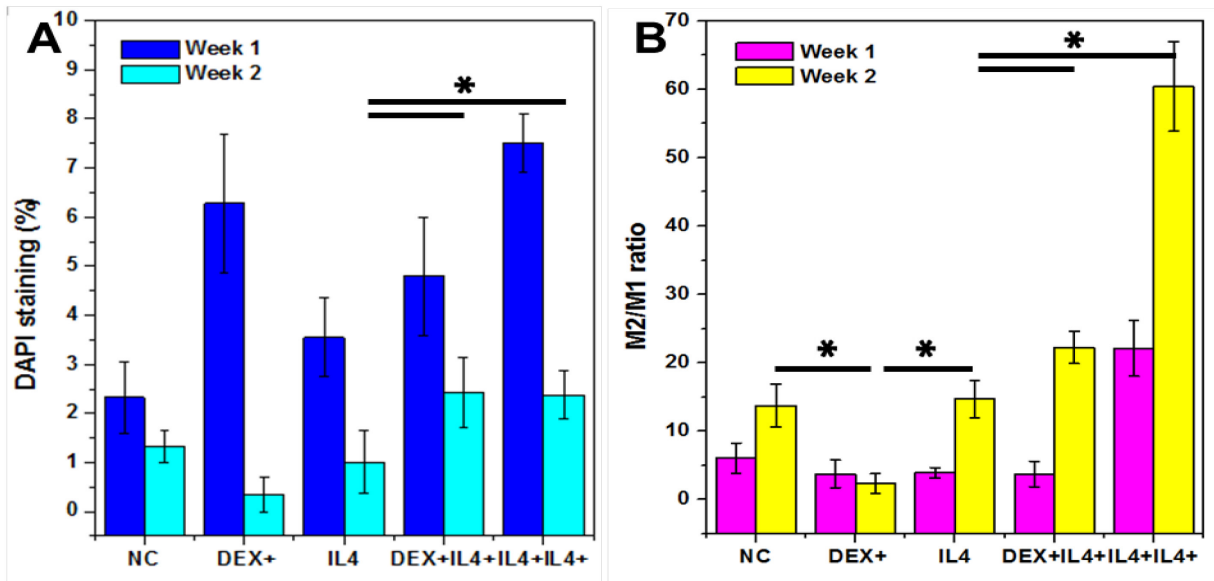 A
Week 1
Week 2
DAPI staining (%)
10
9
8
7
6
5
4
3
2
1
0
*
NC DEX+ IL4 DEX+IL4+ IL4+IL4+
B
Week 1
Week 2
M2/M1 ratio
70
60
50
40
30
20
10
0
*
*
*
NC DEX+ IL4 DEX+IL4+ IL4+IL4+